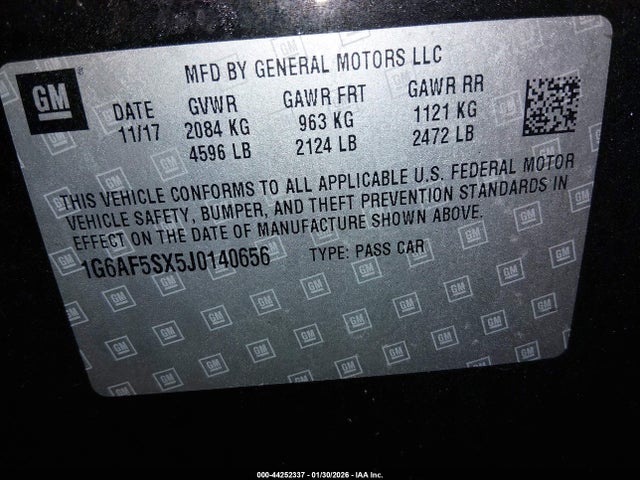 GM
MFD BY GENERAL MOTORS LLC
DATE GVWR GAWR FRT GAWR RR
11/17 2084 KG 963 KG 1121 KG
4596 LB 2124 LB 2472 LB
THIS VEHICLE CONFORMS TO ALL APPLICABLE U.S. FEDERAL MOTOR
VEHICLE SAFETY, BUMPER, AND THEFT PREVENTION STANDARDS IN
EFFECT ON THE DATE OF MANUFACTURE SHOWN ABOVE.
1G6AF5SX5J0140656 TYPE: PASS CAR
000-44252337 - 01/30/2026 - IAA Inc.